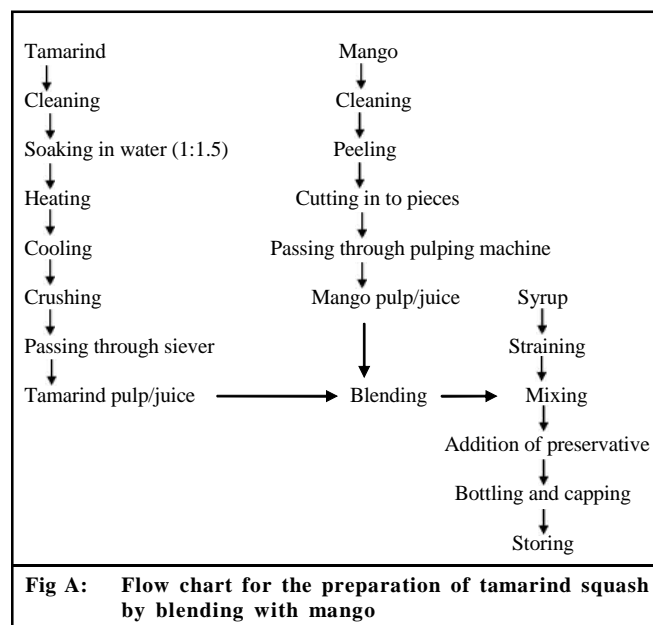 Tamarind
Cleaning
Soaking in water (1:1.5)
Heating
Cooling
Crushing
Passing through siever
Tamarind pulp/juice
Mango
Cleaning
Peeling
Cutting in to pieces
Passing through pulping machine
Mango pulp/juice
Blending
Syrup
Straining
Mixing
Addition of preservative
Bottling and capping
Storing
Fig A: Flow chart for the preparation of tamarind squash
by blending with mango